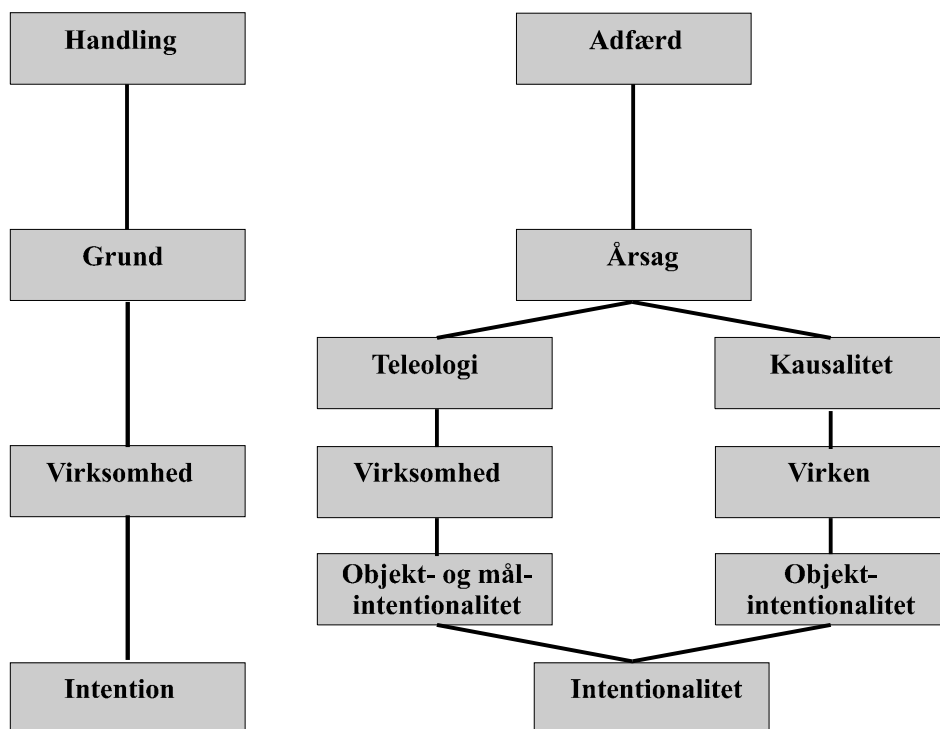 Handling
Adfærd
Grund
Årsag
Teleologi
Kausalitet
Virksomhed
Virksomhed
Virken
Objekt- og mål-
intentionalitet
Objekt-
intentionalitet
Intention
Intentionalitet